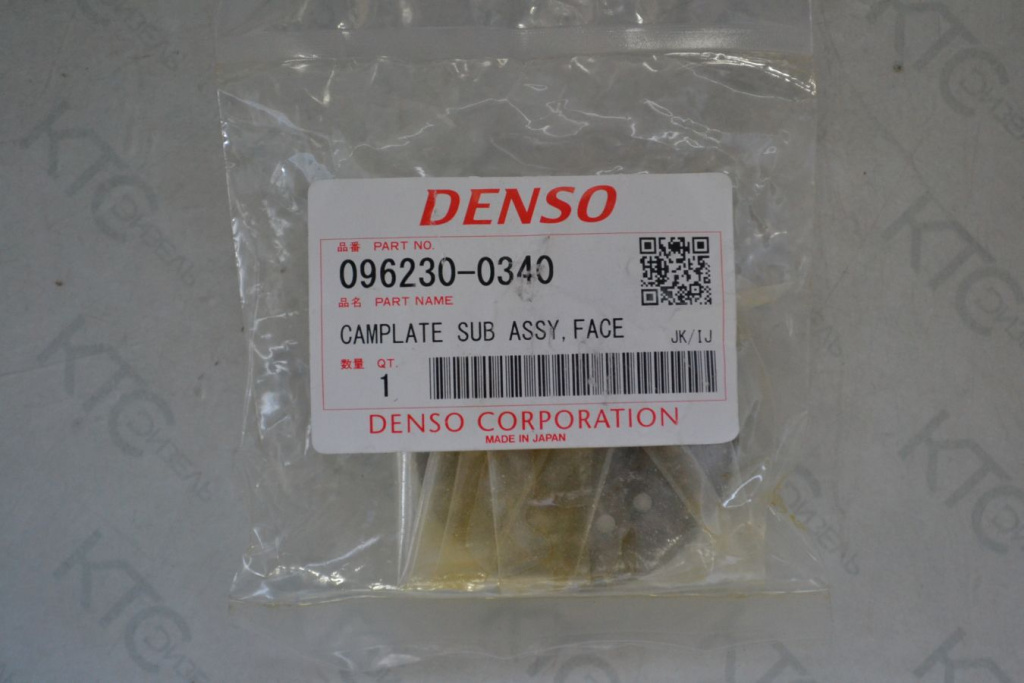 DENSO
品番 PART NO.
096230-0340
品名 PART NAME
CAMPLATE SUB ASSY, FACE
JK/IJ
数量 QT.
1
DENSO CORPORATION
MADE IN JAPAN